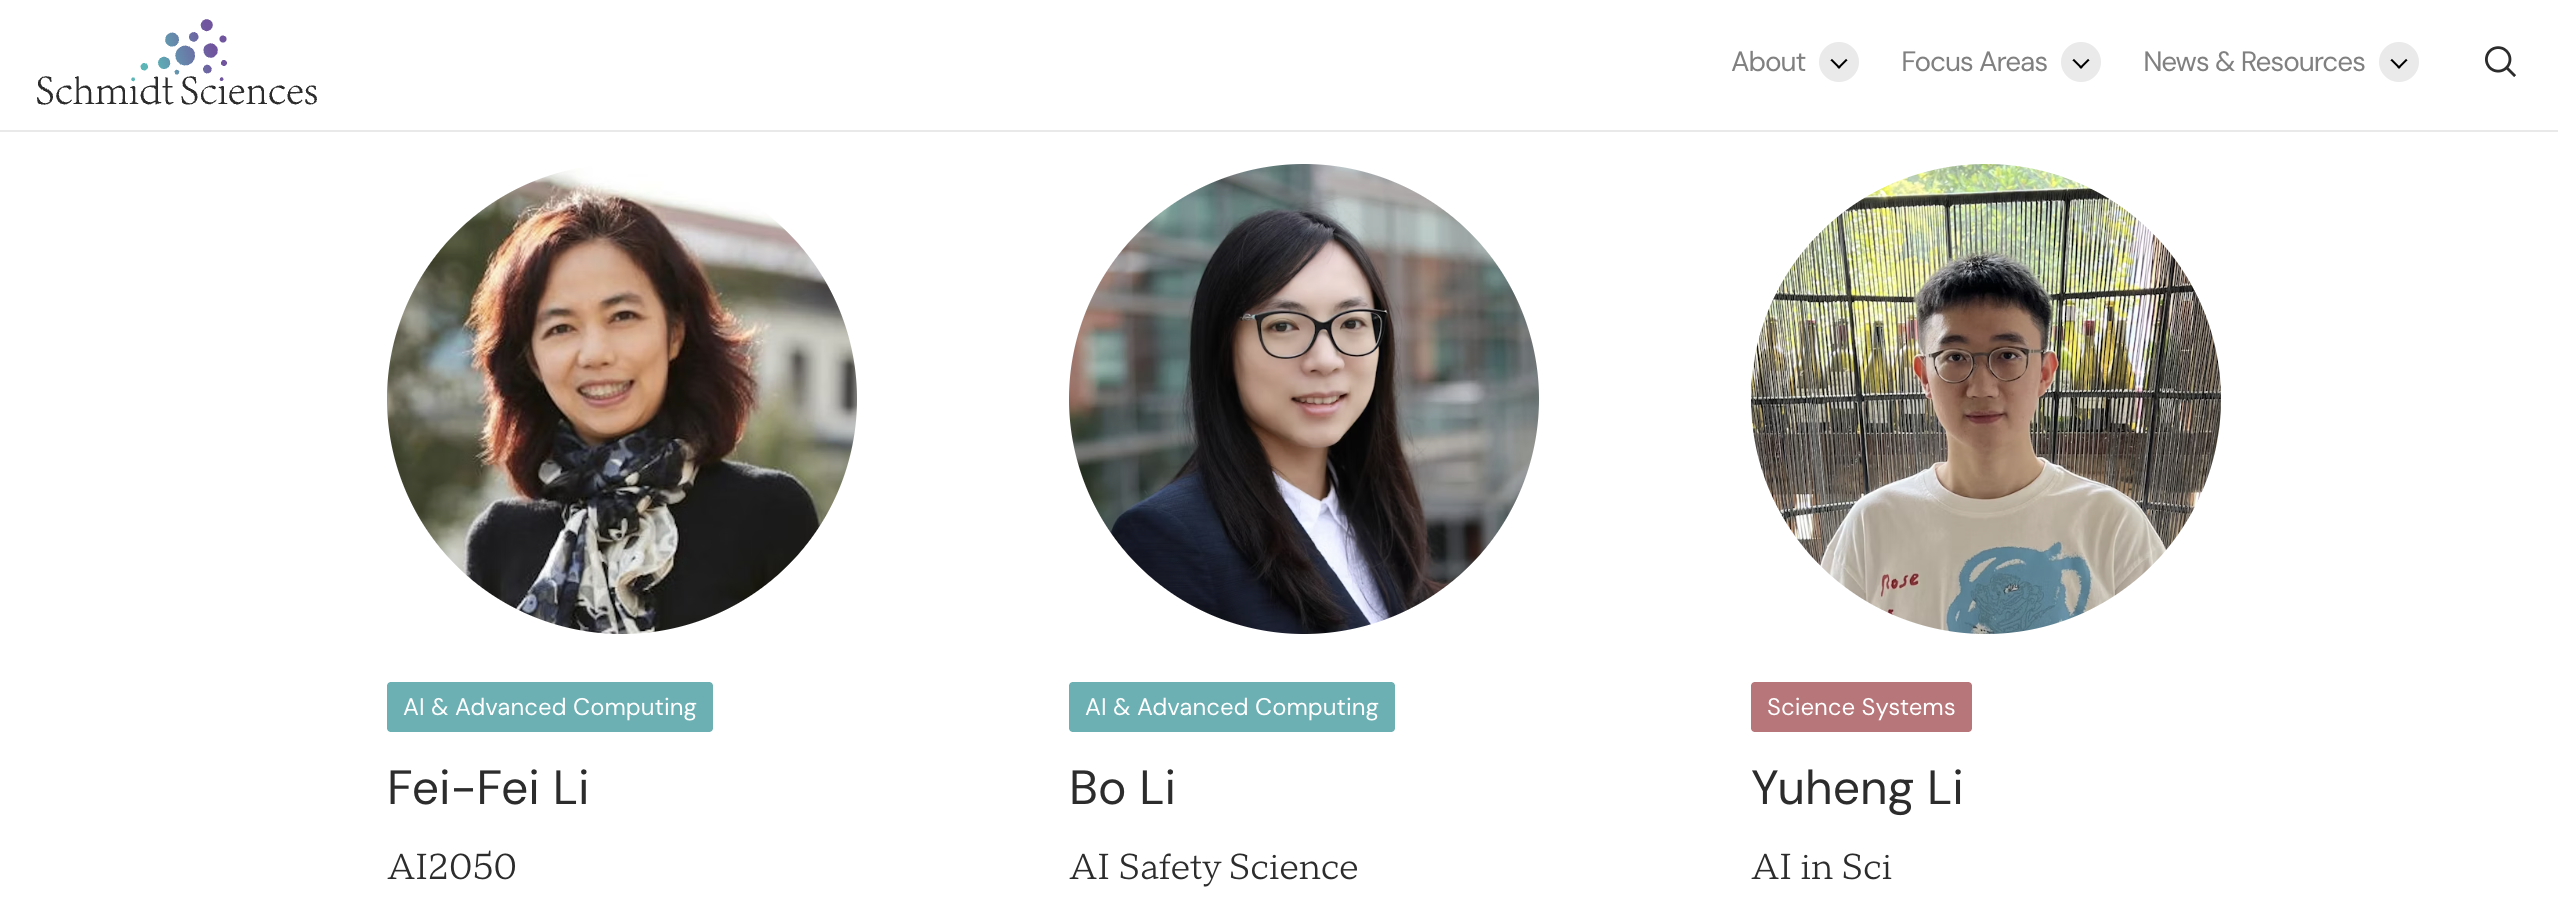 Schmidt Sciences
About
Focus Areas
News & Resources
Rose
AI & Advanced Computing
AI & Advanced Computing
Science Systems
Fei-Fei Li
Bo Li
Yuheng Li
AI2050
AI Safety Science
AI in Sci